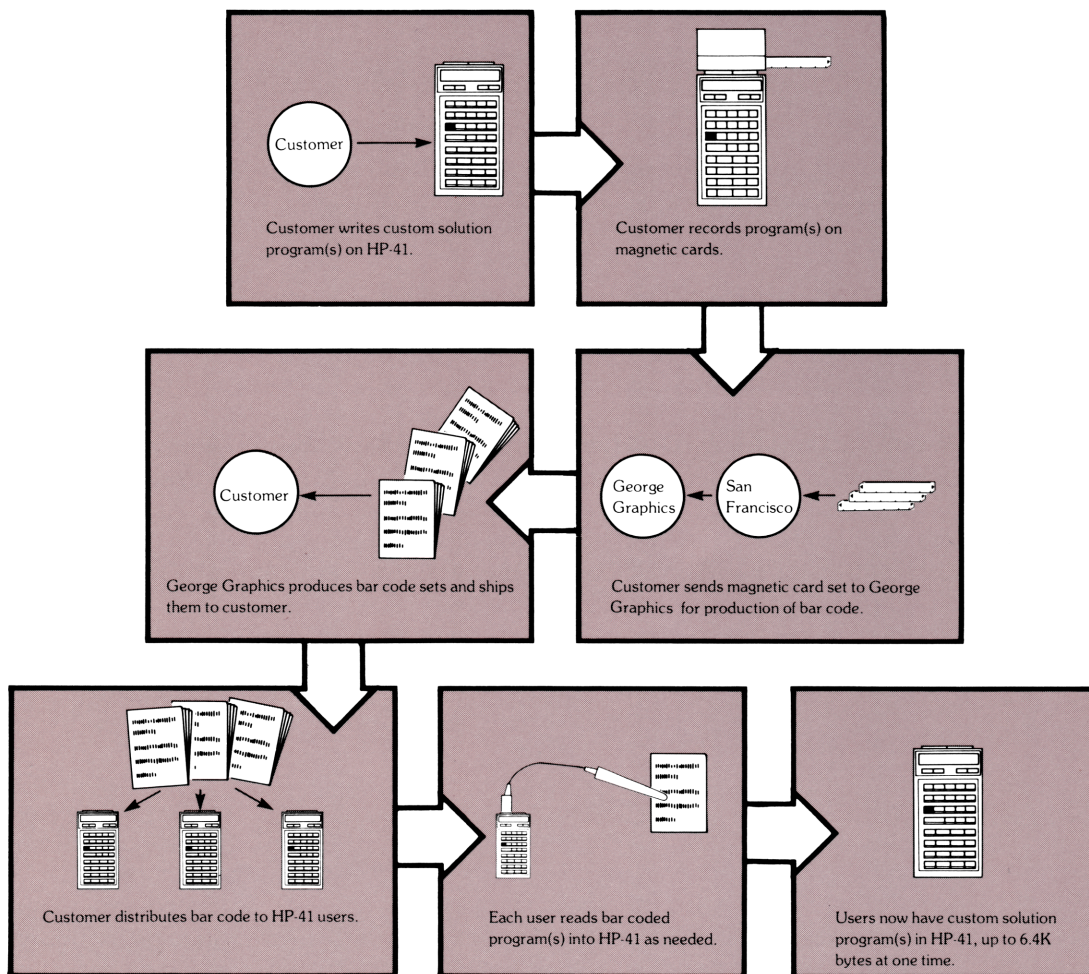 Customer
Customer writes custom solution
program(s) on HP-41.
Customer records program(s) on
magnetic cards.
Customer
George Graphics produces bar code sets and ships
them to customer.
George
Graphics
San
Francisco
Customer sends magnetic card set to George
Graphics for production of bar code.
Customer distributes bar code to HP-41 users.
Each user reads bar coded
program(s) into HP-41 as needed.
Users now have custom solution
program(s) in HP-41, up to 6.4K
bytes at one time.